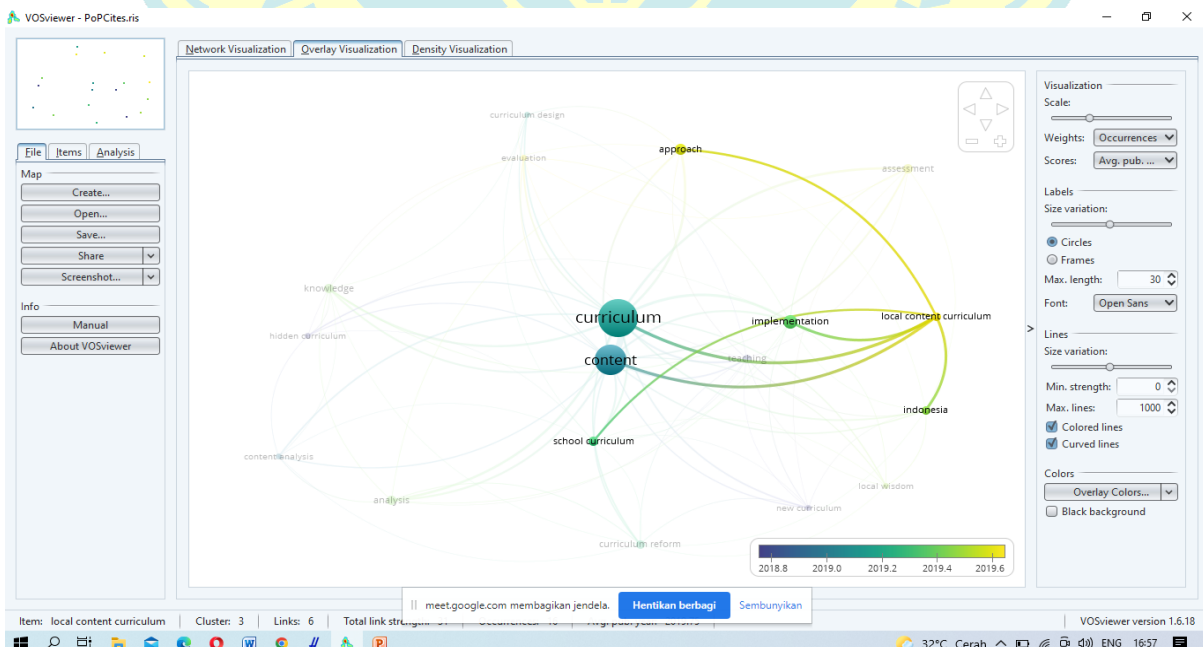 VOSviewer - PoPCites.ris
Network Visualization Overlay Visualization Density Visualization
File Items Analysis
Map
Create...
Open...
Save...
Share
Screenshot...
Info
Manual
About VOSviewer
curriculum design
approach
evaluation
assessment
knowledge
curriculum
implementation
local content curriculum
hidden curriculum
content
teaching
indonesia
school curriculum
content analysis
local wisdom
analysis
new curriculum
curriculum reform
2018.8 2019.0 2019.2 2019.4 2019.6
Visualization
Scale:
Weights: Occurrences
Scores: Avg. pub. ...
Labels
Size variation:
Circles
Frames
Max. length: 30
Font: Open Sans
>
Lines
Size variation:
Min. strength: 0
Max. lines: 1000
Colored lines
Curved lines
Colors
Overlay Colors...
Black background
meet.google.com membagikan jendela. Hentikan berbagi Sembunyikan
Item: local content curriculum Cluster: 3 Links: 6 Total link VOSviewer version 1.6.18
32°C Cerah ENG 16:57